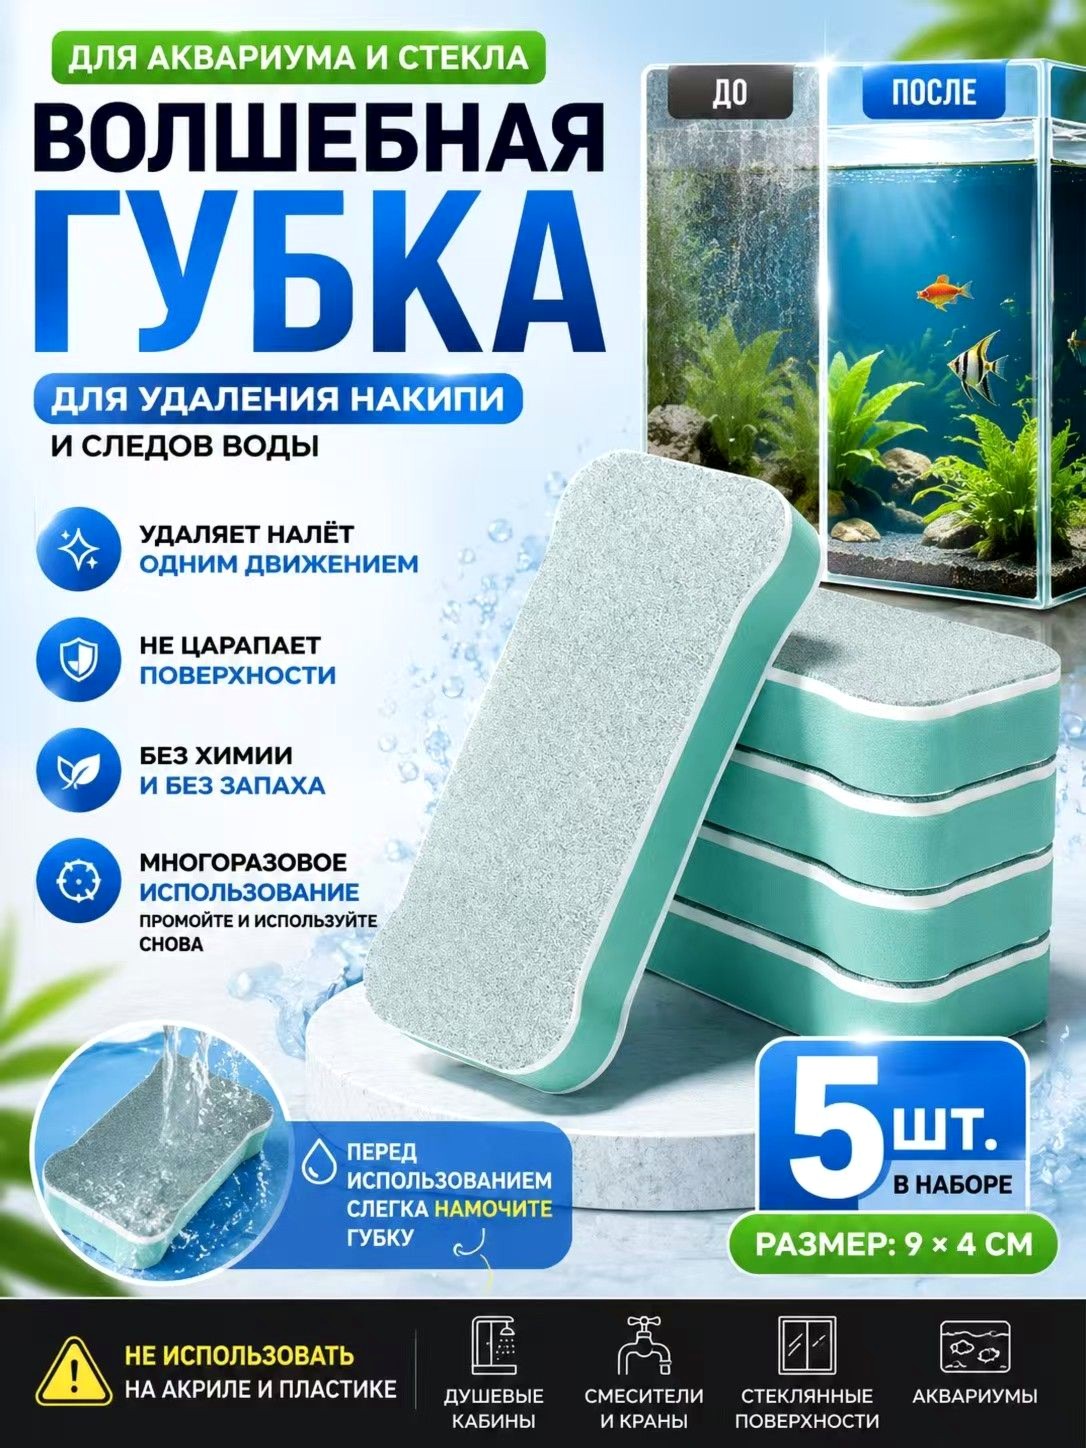 ДЛЯ АКВАРИУМА И СТЕКЛА
ВОЛШЕБНАЯ
ГУБКА
ДЛЯ УДАЛЕНИЯ НАКИПИ
И СЛЕДОВ ВОДЫ
ДО
ПОСЛЕ
УДАЛЯЕТ НАЛЁТ
ОДНИМ ДВИЖЕНИЕМ
НЕ ЦАРАПАЕТ
ПОВЕРХНОСТИ
БЕЗ ХИМИИ
И БЕЗ ЗАПАХА
МНОГОРАЗОВОЕ
ИСПОЛЬЗОВАНИЕ
ПРОМОЙТЕ И ИСПОЛЬЗУЙТЕ
СНОВА
ПЕРЕД
ИСПОЛЬЗОВАНИЕМ
СЛЕГКА НАМОЧИТЕ
ГУБКУ
5 ШТ.
В НАБОРЕ
РАЗМЕР: 9 × 4 СМ
НЕ ИСПОЛЬЗОВАТЬ
НА АКРИЛЕ И ПЛАСТИКЕ
ДУШЕВЫЕ
КАБИНЫ
СМЕСИТЕЛИ
И КРАНЫ
СТЕКЛЯННЫЕ
ПОВЕРХНОСТИ
АКВАРИУМЫ